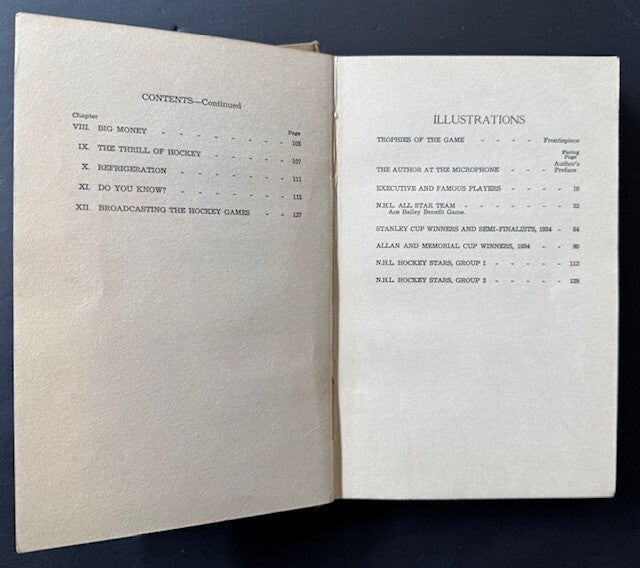 CONTENTS—Continued
Chapter Page
VIII. BIG MONEY - - - - - - - 103
IX. THE THRILL OF HOCKEY - - - - - 107
X. REFRIGERATION - - - - - - 111
XI. DO YOU KNOW? - - - - - - 115
XII. BROADCASTING THE HOCKEY GAMES - - - 127
ILLUSTRATIONS
TROPHIES OF THE GAME - - - - Frontispiece
Facing
Page
Author's
THE AUTHOR AT THE MICROPHONE - - - - Preface
EXECUTIVE AND FAMOUS PLAYERS - - - - 16
N.H.L. ALL STAR TEAM - - - - - - - 32
Ace Bailey Benefit Game.
STANLEY CUP WINNERS AND SEMI-FINALISTS, 1934 - 64
ALLAN AND MEMORIAL CUP WINNERS, 1934 - - - 80
N.H.L. HOCKEY STARS, GROUP 1 - - - - - 112
N.H.L. HOCKEY STARS, GROUP 2 - - - - - 128